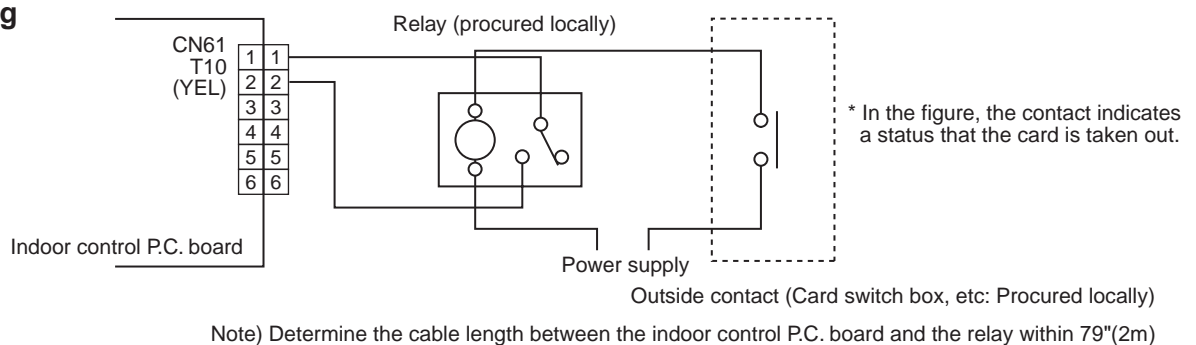 g
Relay (procured locally)
CN61
T10
(YEL)
1 1
2 2
3 3
4 4
5 5
6 6
* In the figure, the contact indicates
a status that the card is taken out.
Indoor control P.C. board
Power supply
Outside contact (Card switch box, etc: Procured locally)
Note) Determine the cable length between the indoor control P.C. board and the relay within 79"(2m)